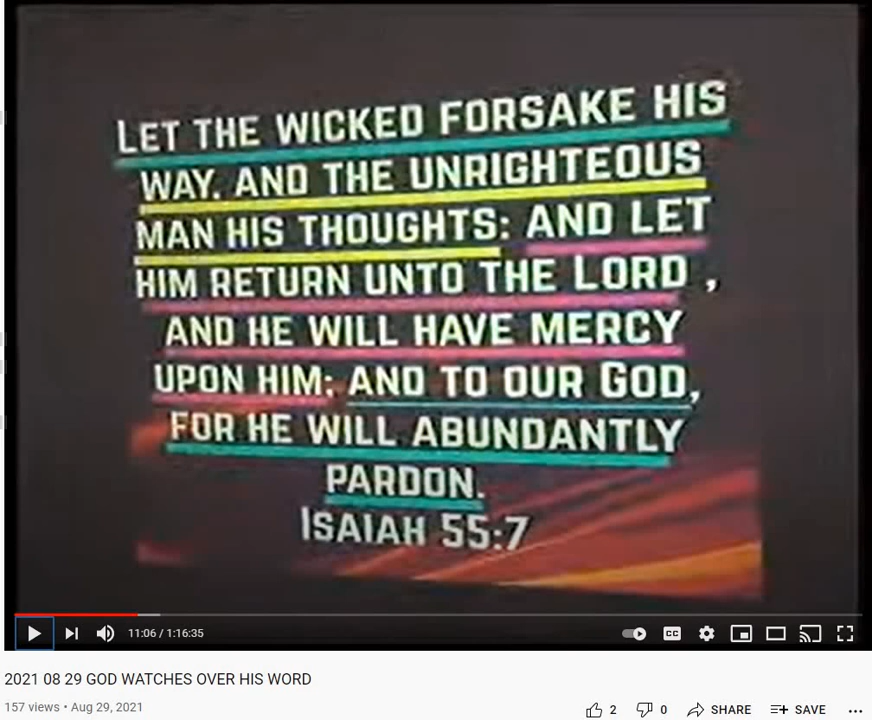 LET THE WICKED FORSAKE HIS
WAY, AND THE UNRIGHTEOUS
MAN HIS THOUGHTS: AND LET
HIM RETURN UNTO THE LORD ,
AND HE WILL HAVE MERCY
UPON HIM; AND TO OUR GOD,
FOR HE WILL ABUNDANTLY
PARDON.
ISAIAH 55:7
11:06 / 1:16:35
CC
2021 08 29 GOD WATCHES OVER HIS WORD
157 views • Aug 29, 2021
2 0 SHARE SAVE